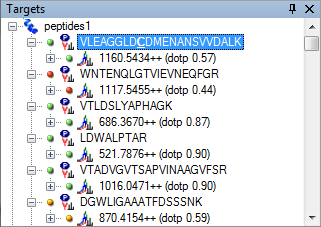 Targets
peptides1
VLEAGGLDCDMENANSVVDALK
1160.5434++ (dotp 0.57)
WNTENQLGTVIEVNEQFGR
1117.5455++ (dotp 0.44)
VTLDSLYAPHAGK
686.3670++ (dotp 0.87)
LDWALPTAR
521.7876++ (dotp 0.90)
VTADVGVTSAPVINAAGVFSR
1016.0471++ (dotp 0.90)
DGWLIGAAATFDSSSNK
870.4154++ (dotp 0.59)